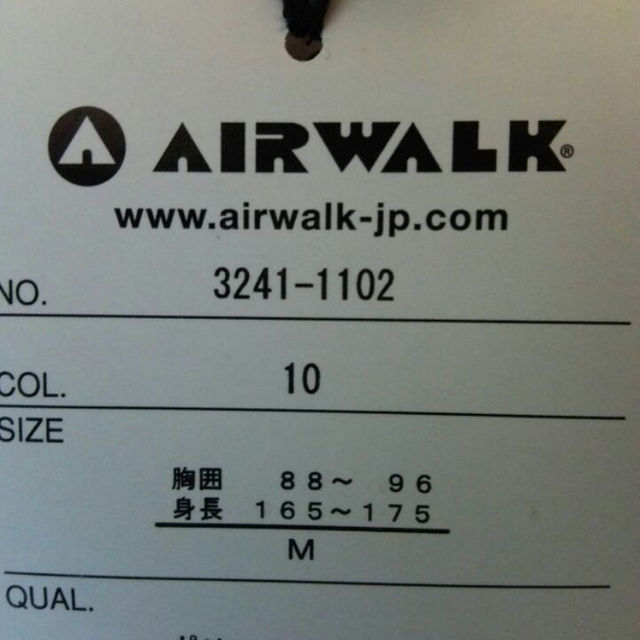 AIRWALK®
www.airwalk-jp.com
NO. 3241-1102
COL. 10
SIZE
胸囲 88～ 96
身長 165～175
M
QUAL.